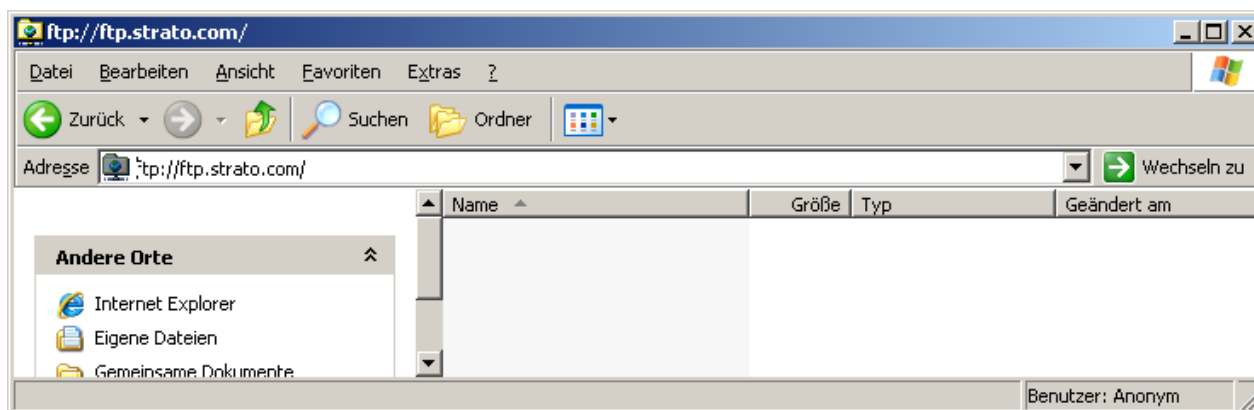 ftp://ftp.strato.com/
Datei Bearbeiten Ansicht Favoriten Extras ?
Zurück Suchen Ordner
Adresse ftp://ftp.strato.com/ Wechseln zu
Name Größe Typ Geändert am
Andere Orte
Internet Explorer
Eigene Dateien
Gemeinsame Dokumente
Benutzer: Anonym